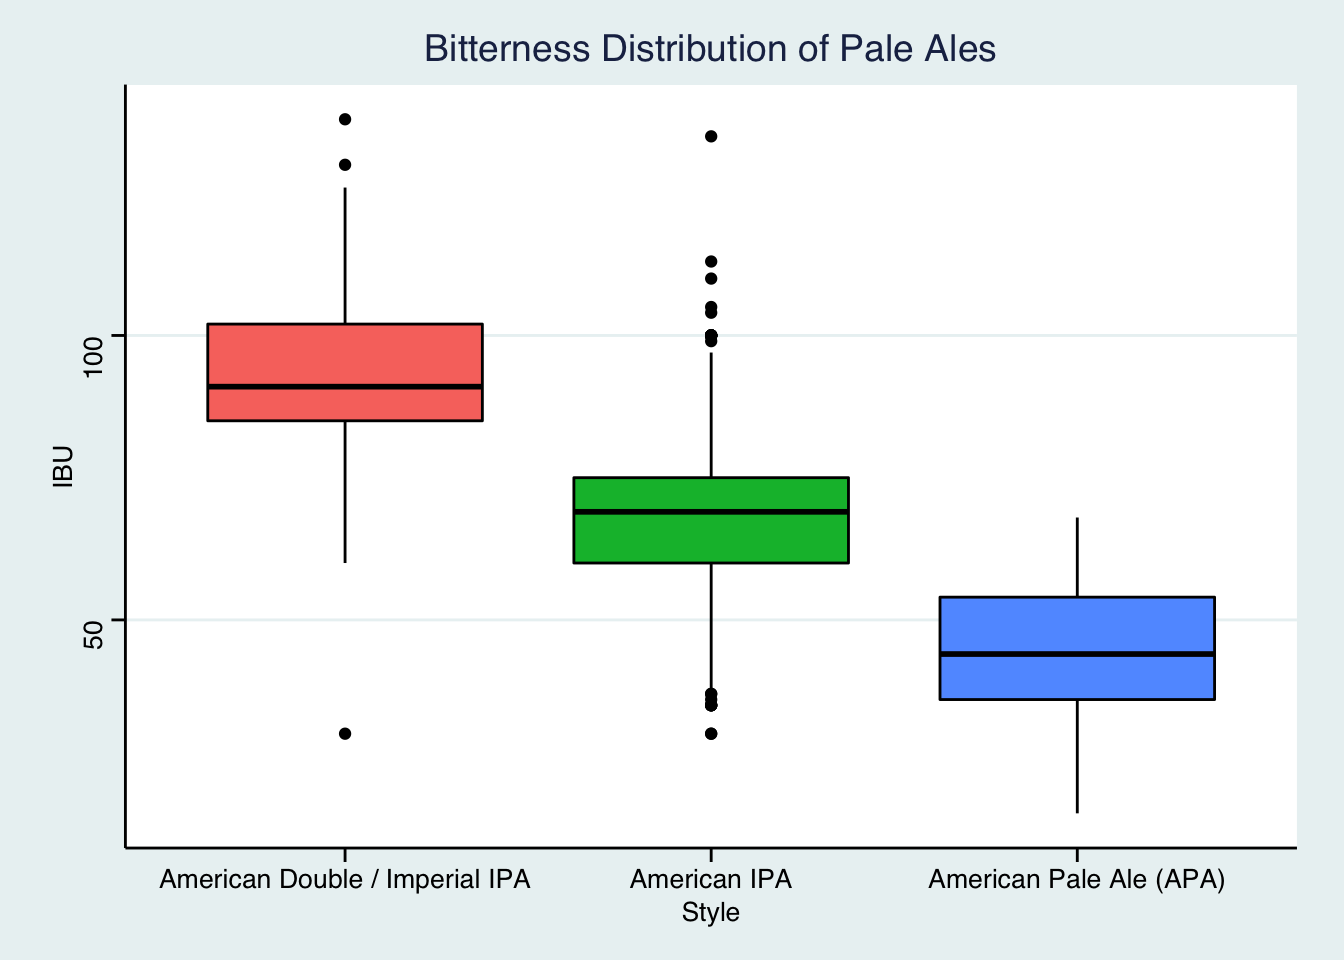 Bitterness Distribution of Pale Ales
IBU
100
50
American Double / Imperial IPA
American IPA
American Pale Ale (APA)
Style